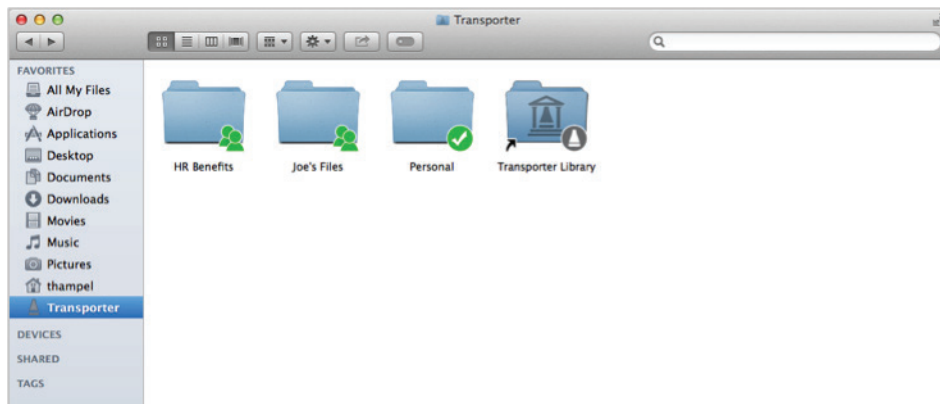 Transporter
FAVORITES
All My Files
AirDrop
Applications
Desktop
Documents
Downloads
Movies
Music
Pictures
thampel
Transporter
DEVICES
SHARED
TAGS
HR Benefits
Joe's Files
Personal
Transporter Library